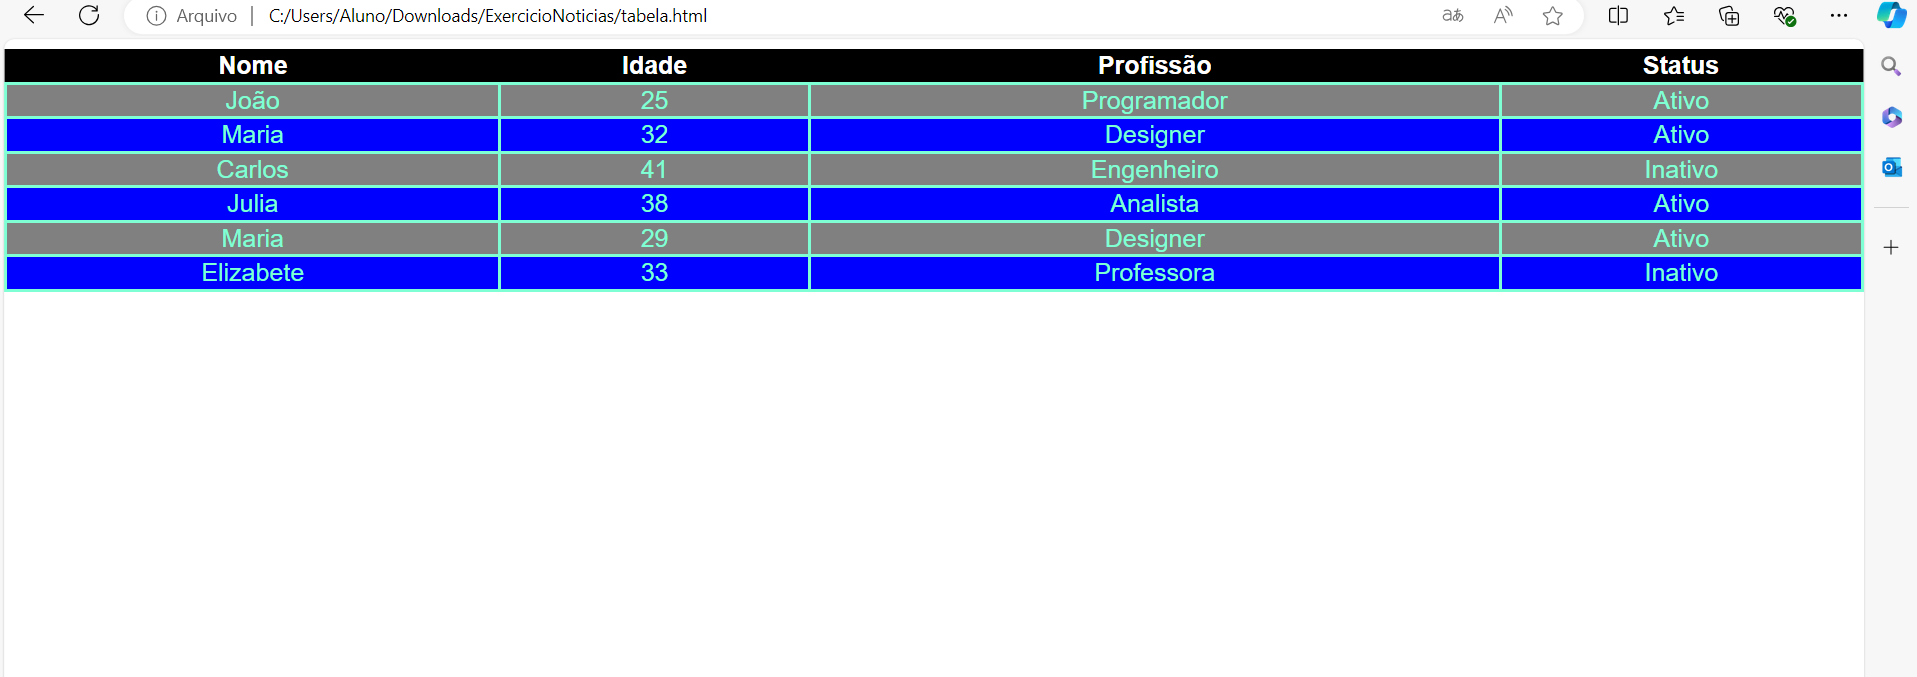 Arquivo | C:/Users/Aluno/Downloads/ExercicioNoticias/tabela.html
Nome Idade Profissão Status
João 25 Programador Ativo
Maria 32 Designer Ativo
Carlos 41 Engenheiro Inativo
Julia 38 Analista Ativo
Maria 29 Designer Ativo
Elizabete 33 Professora Inativo